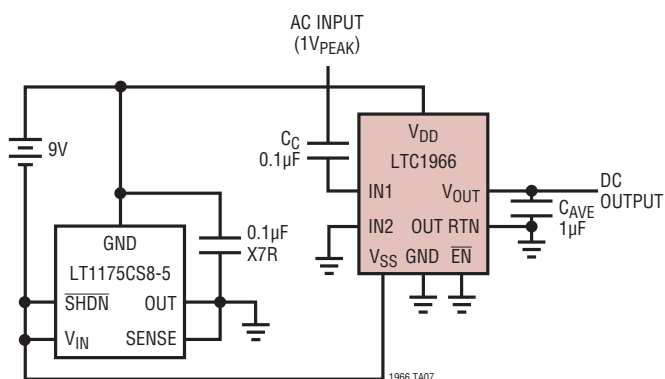 AC INPUT
(1VPEAK)
9V
CC
0.1µF
VDD
LTC1966
IN1
VOUT
IN2
OUT RTN
VSS
GND
EN
DC
OUTPUT
CAVE
1µF
GND
LT1175CS8-5
SHDN
OUT
VIN
SENSE
0.1µF
X7R
1966 TA07